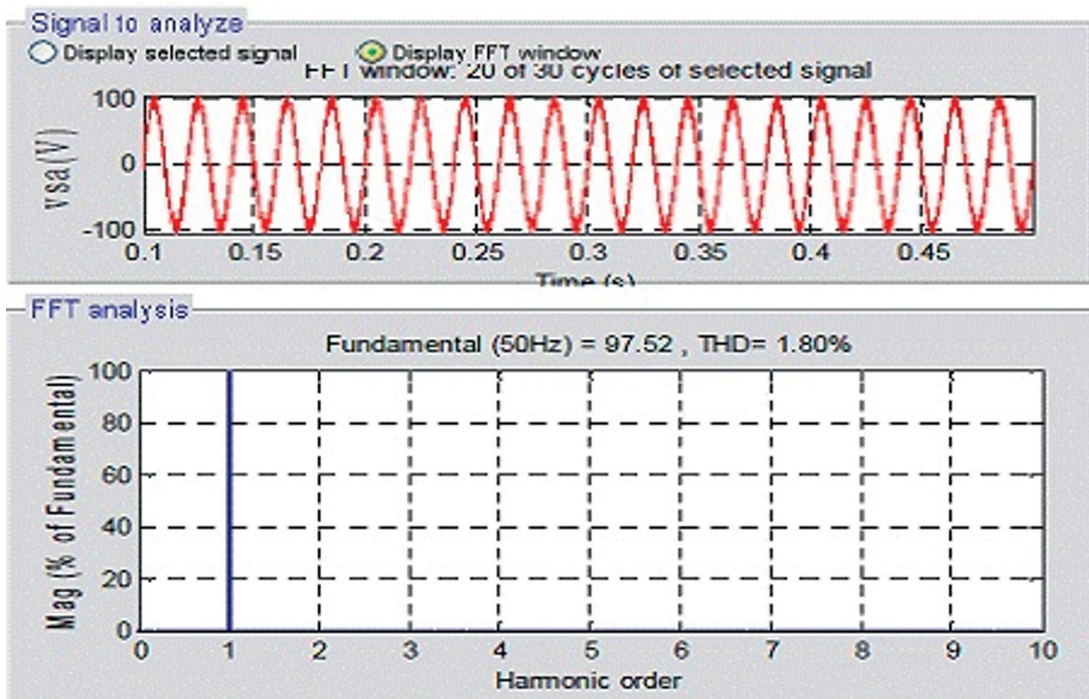 Signal to analyze
Display selected signal Display FFT window
FFT window: 20 of 30 cycles of selected signal
100
0
-100
vsa(V)
0.1 0.15 0.2 0.25 0.3 0.35 0.4 0.45
Time (s)
FFT analysis
Fundamental (50Hz) = 97.52 , THD= 1.80%
100
80
60
40
20
0
Mag (% of Fundamental)
0 1 2 3 4 5 6 7 8 9 10
Harmonic order